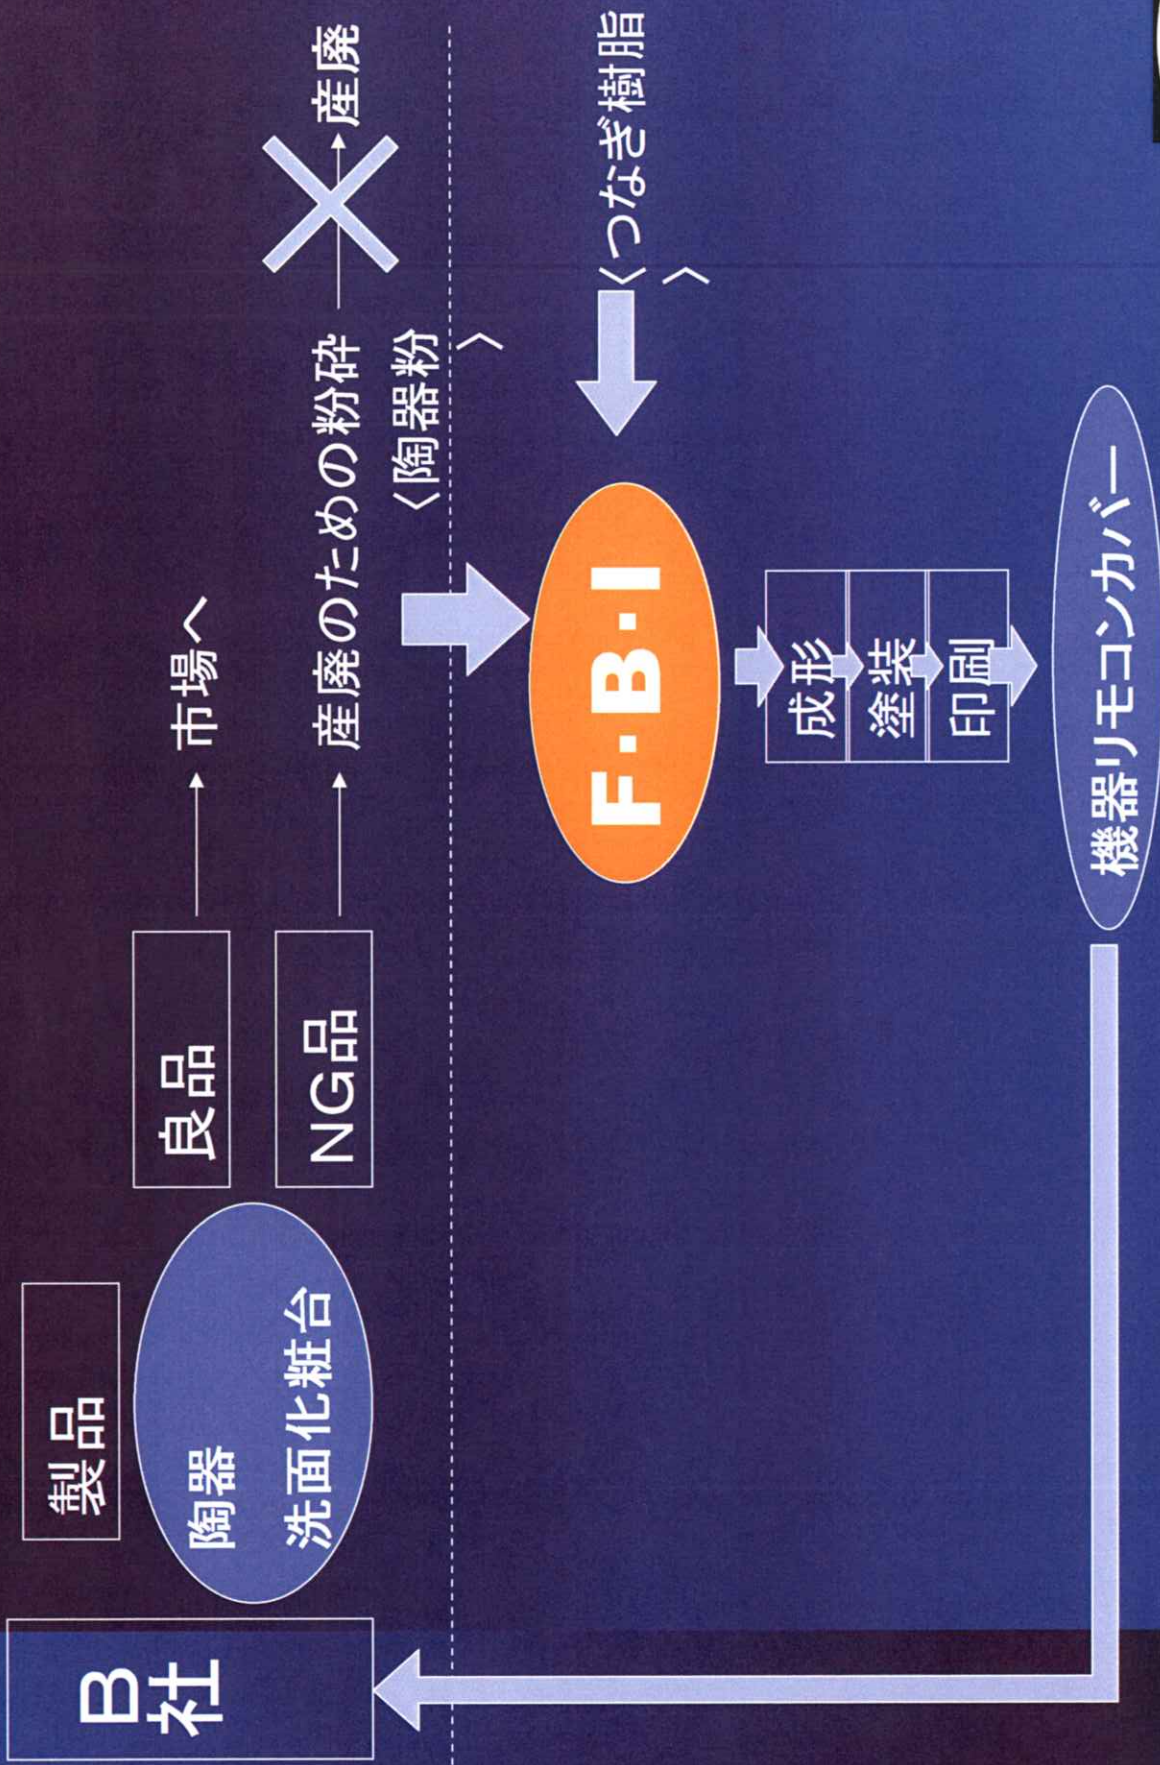 B
社
製品
陶器
洗面化粧台
良品
市場へ
NG品
産廃のための粉砕
産廃
〈陶器粉
〉
〈つなぎ樹脂
〉
F・B・I
成形
塗装
印刷
機器リモコンカバー